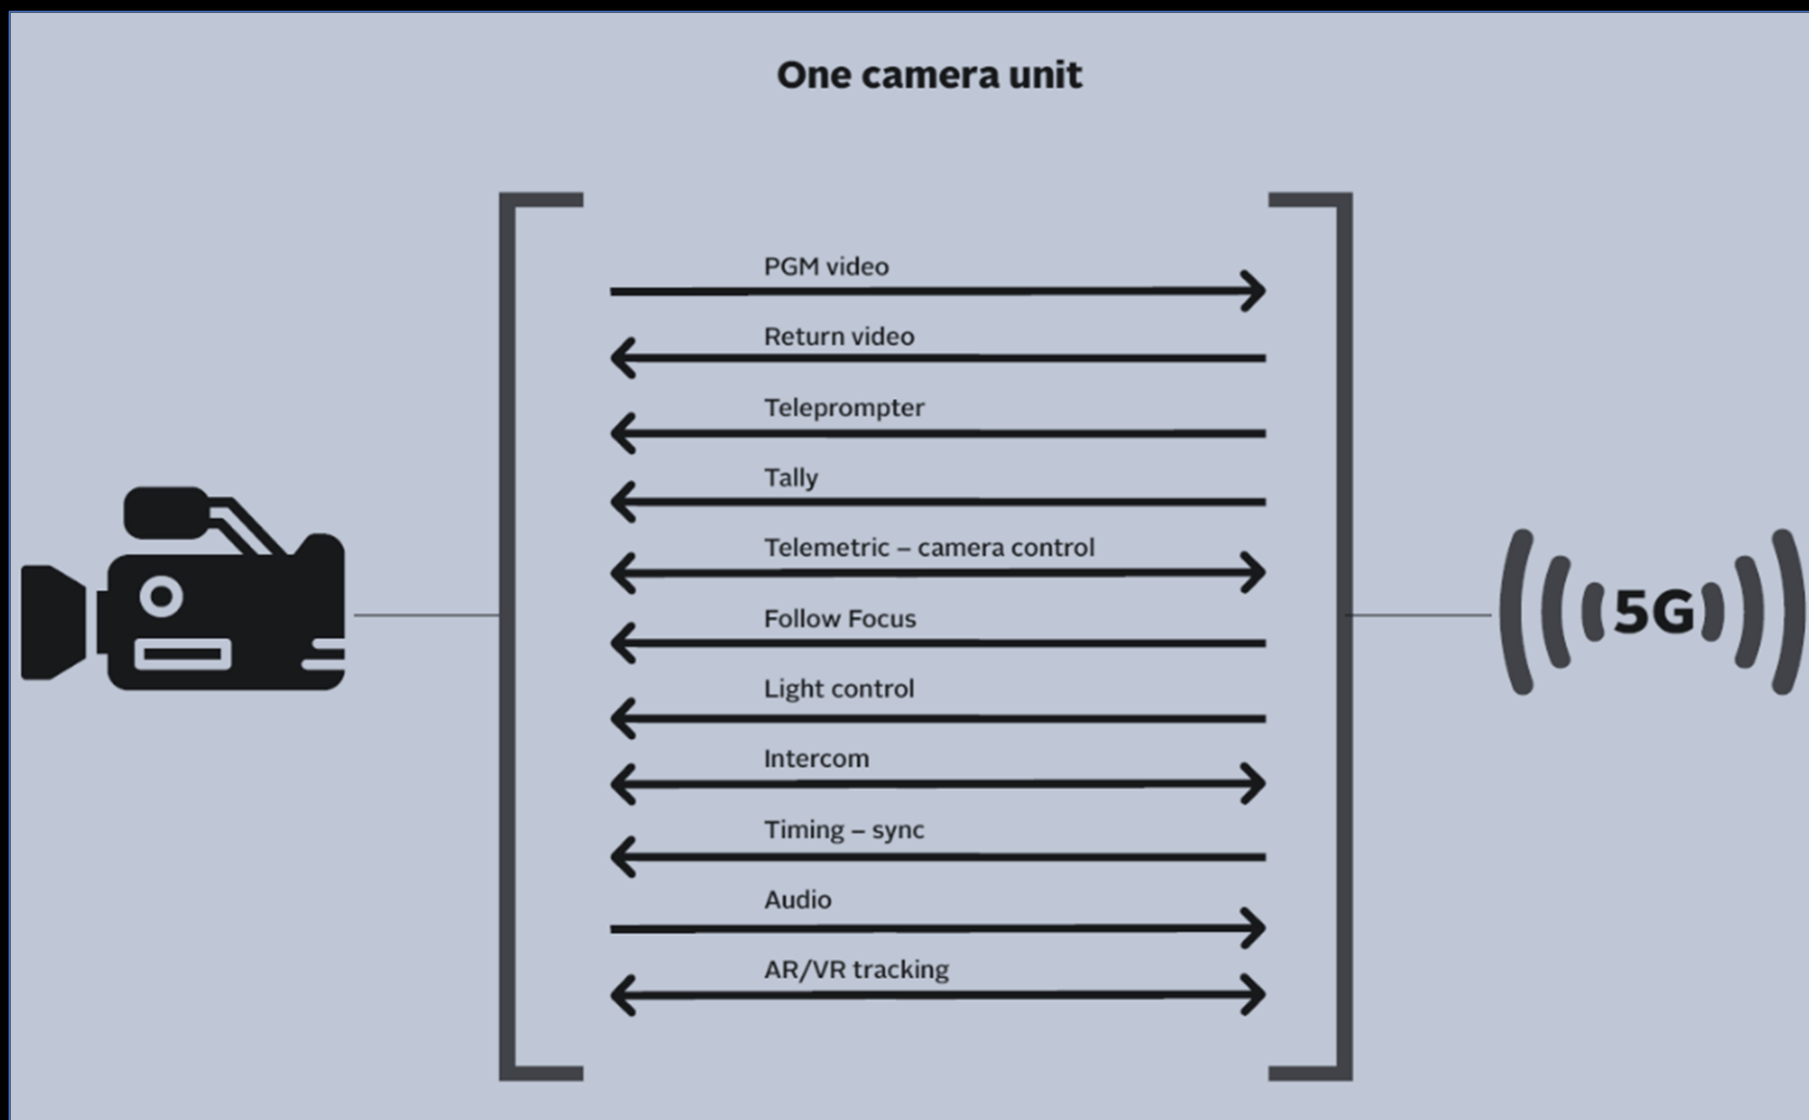 One camera unit
PGM video
Return video
Teleprompter
Tally
Telemetric – camera control
Follow Focus
Light control
Intercom
Timing – sync
Audio
AR/VR tracking
5G